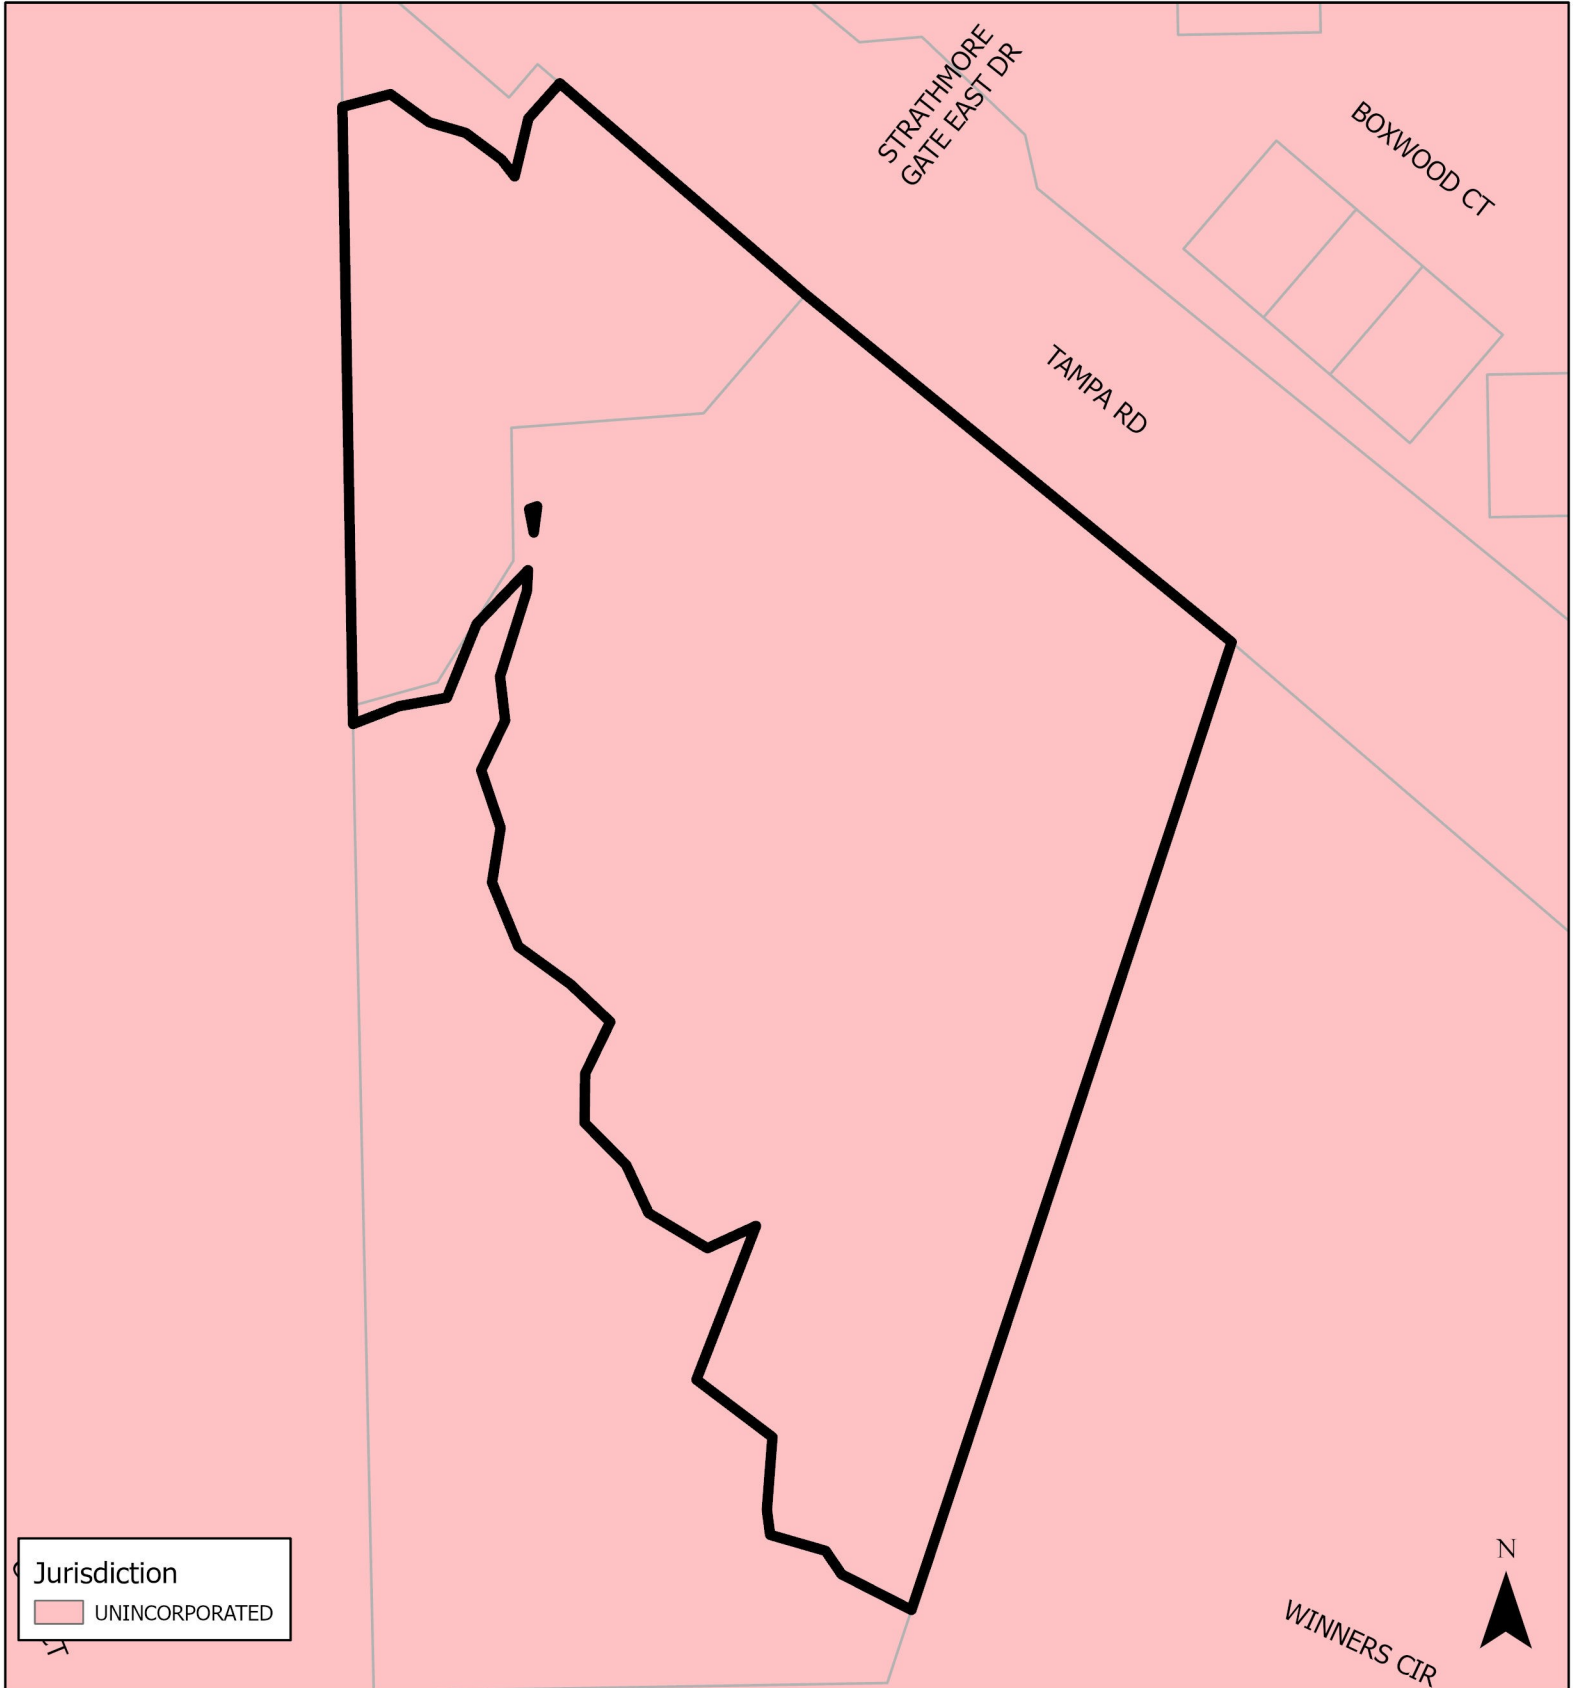 STRATHMORE
GATE EAST DR
BOXWOOD CT
TAMPA RD
Jurisdiction
UNINCORPORATED
N
WINNERS CIR